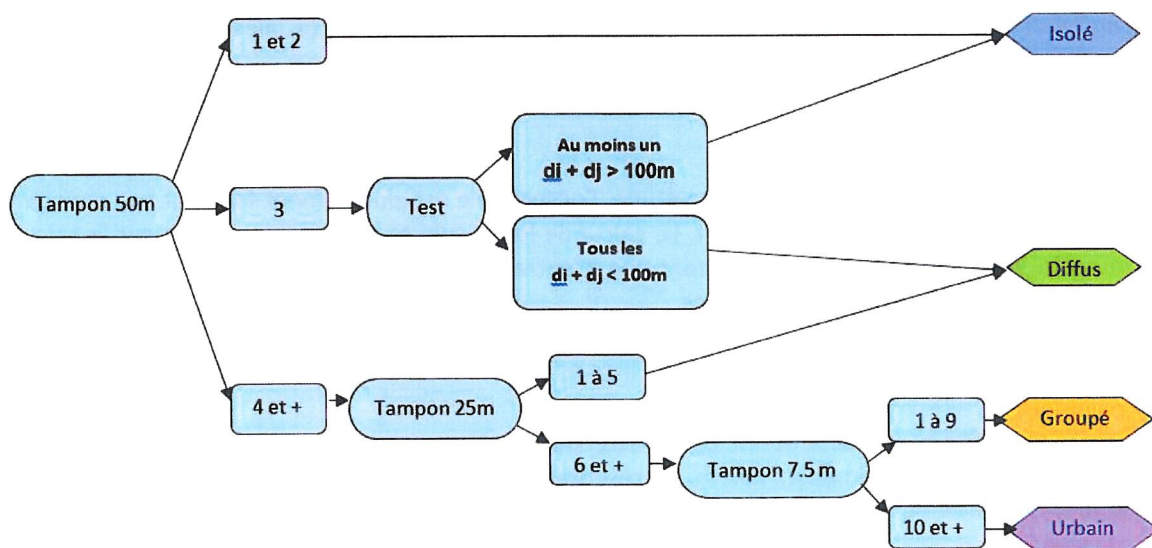 1 et 2
Isolé
Au moins un
di + dj > 100m
Tampon 50m
3
Test
Tous les
di + dj < 100m
Diffus
4 et +
Tampon 25m
1 à 5
6 et +
Tampon 7.5 m
1 à 9
Groupé
10 et +
Urbain